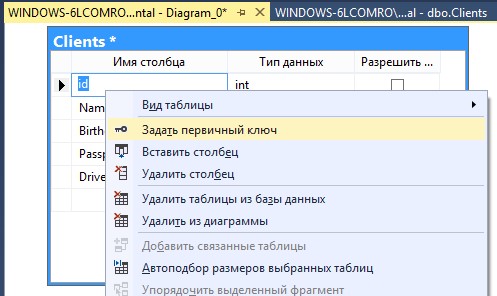 WINDOWS-6LCOMRO...ntal - Diagram_0* WINDOWS-6LCOMRO\...al - dbo.Clients
Clients *
Имя столбца Тип данных Разрешить ...
id int
Nam
Birthd
Passp
Drive
Вид таблицы
Задать первичный ключ
Вставить столбец
Удалить столбец
Удалить таблицы из базы данных
Удалить из диаграммы
Добавить связанные таблицы
Автоподбор размеров выбранных таблиц
Упорядочить выделенный фрагмент